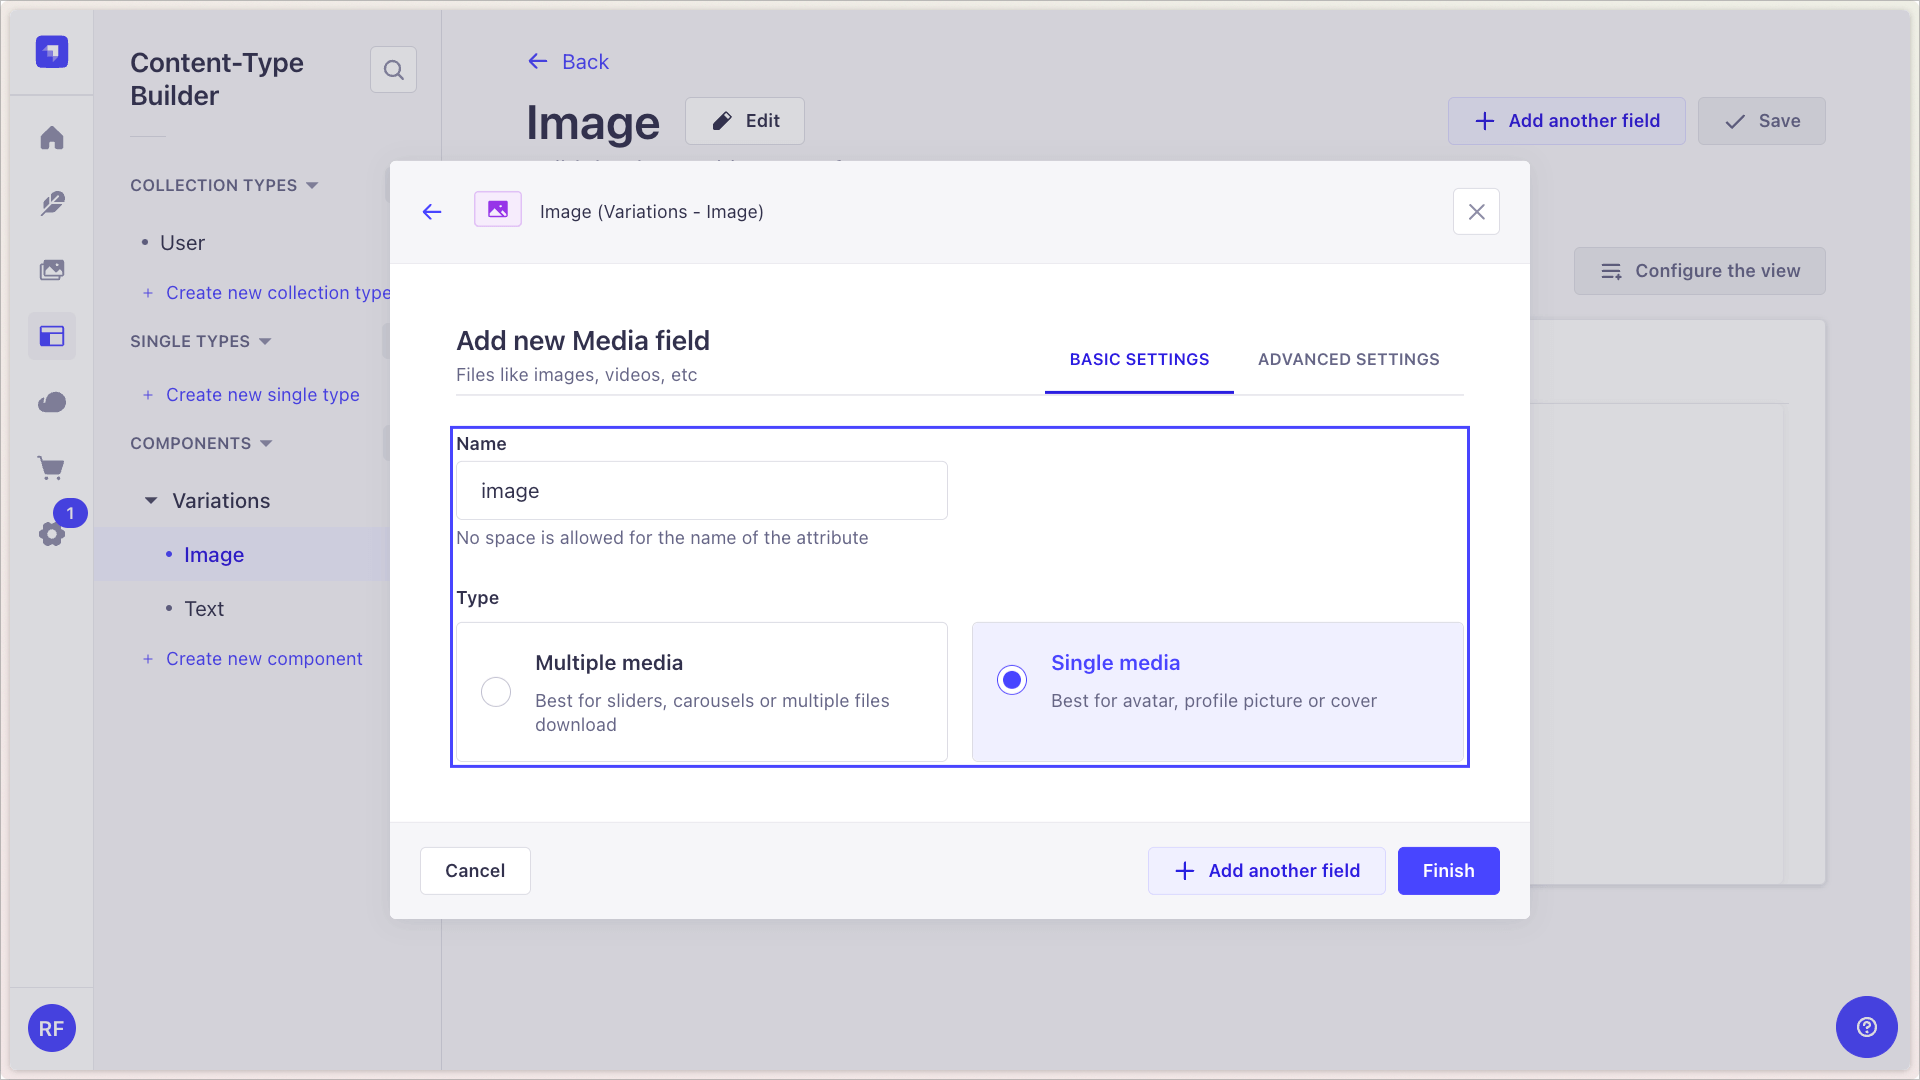 Content-Type
Builder
COLLECTION TYPES
User
+ Create new collection type
SINGLE TYPES
+ Create new single type
COMPONENTS
Variations
Image
Text
+ Create new component
1
RF
Back
Image
Edit
Add another field
Save
Configure the view
Image (Variations - Image)
Add new Media field
Files like images, videos, etc
BASIC SETTINGS
ADVANCED SETTINGS
Name
image
No space is allowed for the name of the attribute
Type
Multiple media
Best for sliders, carousels or multiple files
download
Single media
Best for avatar, profile picture or cover
Cancel
Add another field
Finish